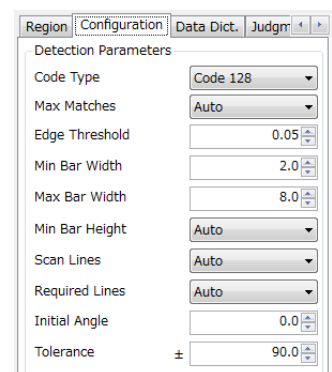 Region Configuration Data Dict. Judgm
Detection Parameters
Code Type Code 128
Max Matches Auto
Edge Threshold 0.05
Min Bar Width 2.0
Max Bar Width 8.0
Min Bar Height Auto
Scan Lines Auto
Required Lines Auto
Initial Angle 0.0
Tolerance ± 90.0